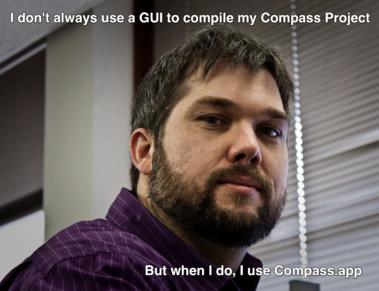 I don't always use a GUI to compile my Compass Project
But when I do, I use Compass.app